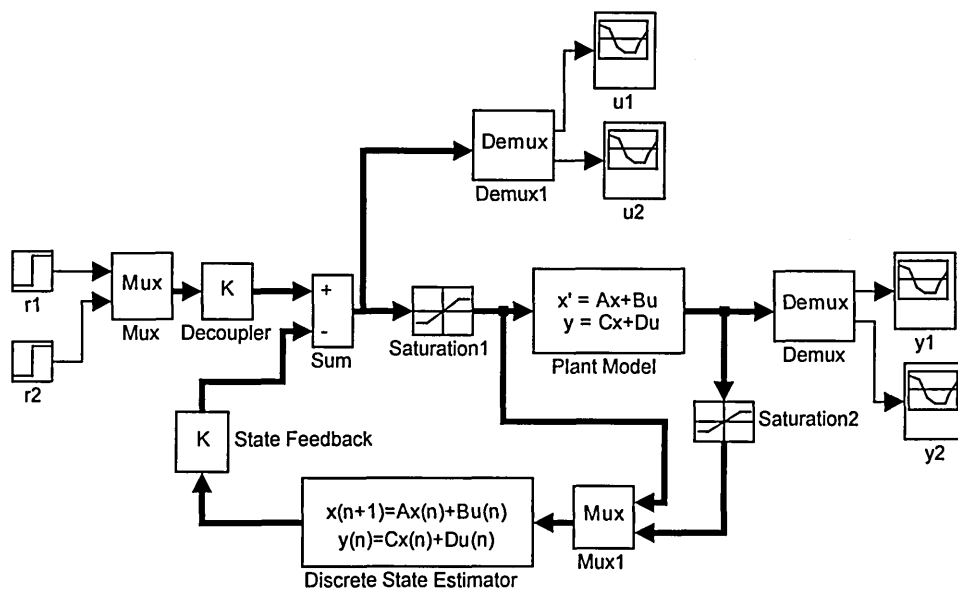 u1
Demux
Demux1
u2
r1
Mux
Mux
K
Decoupler
+
-
Sum
Saturation1
x' = Ax+Bu
y = Cx+Du
Plant Model
Demux
Demux
y1
r2
K
State Feedback
Saturation2
y2
x(n+1)=Ax(n)+Bu(n)
y(n)=Cx(n)+Du(n)
Discrete State Estimator
Mux
Mux1